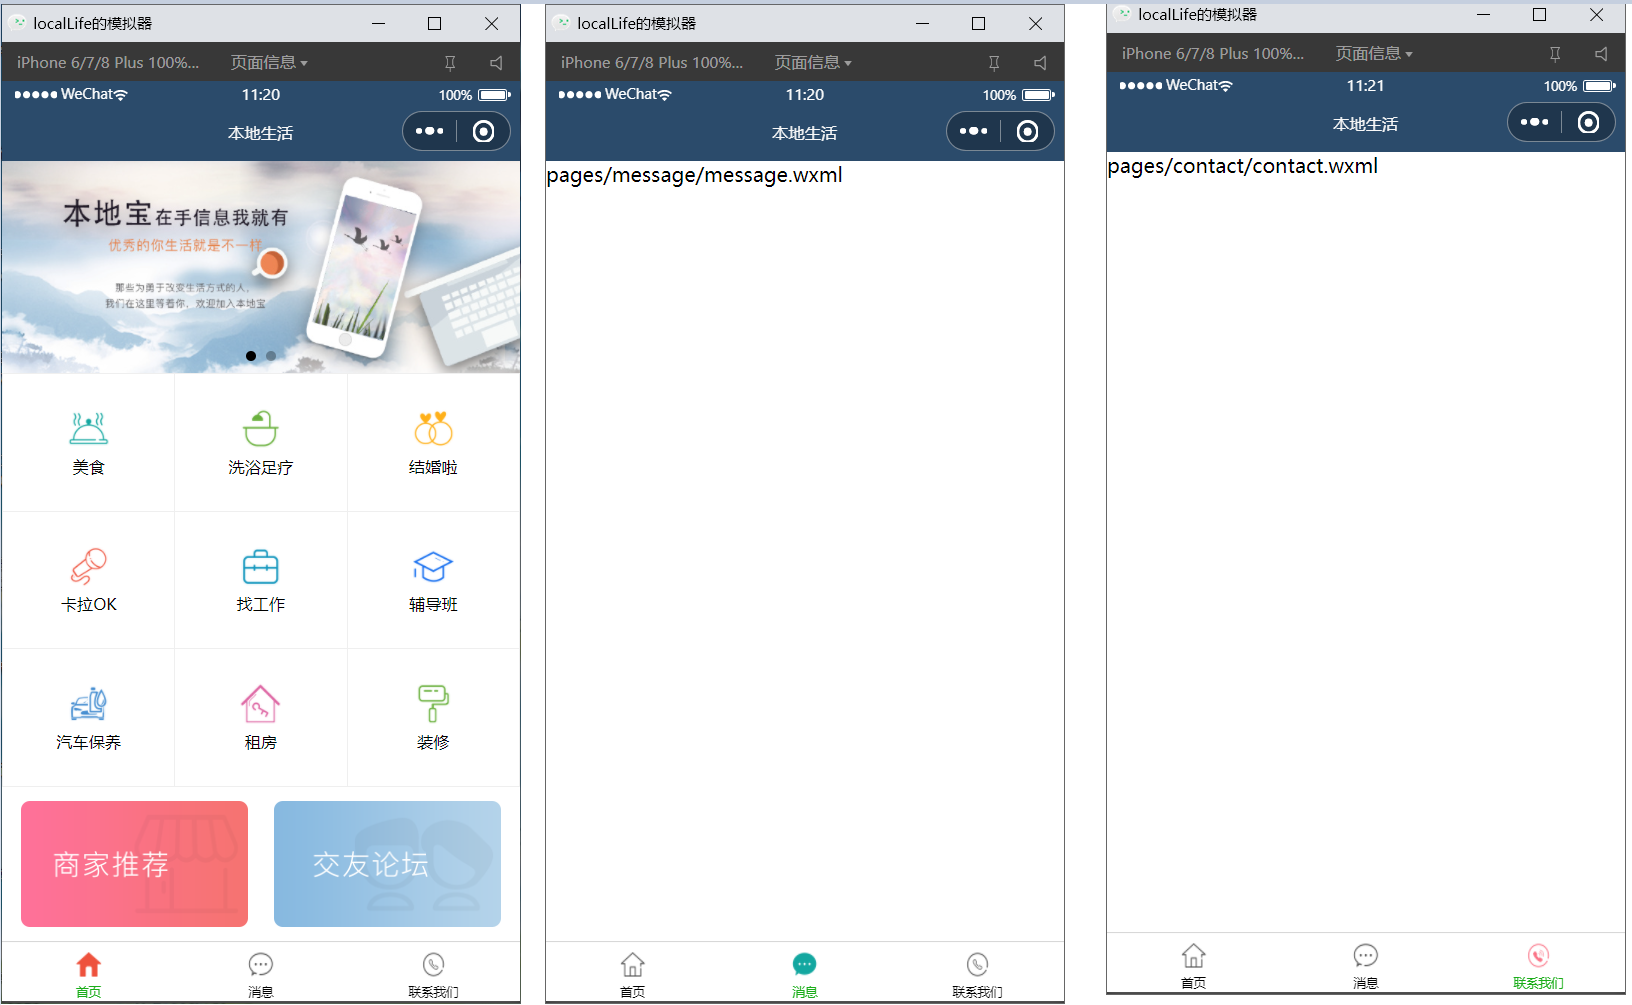 localLife的模拟器
iPhone 6/7/8 Plus 100%... 页面信息
WeChat 11:20 100%
本地生活
本地宝在手信息我就有
优秀的你生活就是不一样
那些为勇于改变生活方式的人,
我们在这里等着你, 欢迎加入本地宝
美食 洗浴足疗 结婚啦
卡拉OK 找工作 辅导班
汽车保养 租房 装修
商家推荐 交友论坛
首页 消息 联系我们
localLife的模拟器
iPhone 6/7/8 Plus 100%... 页面信息
WeChat 11:20 100%
本地生活
pages/message/message.wxml
首页 消息 联系我们
localLife的模拟器
iPhone 6/7/8 Plus 100%... 页面信息
WeChat 11:21 100%
本地生活
pages/contact/contact.wxml
首页 消息 联系我们